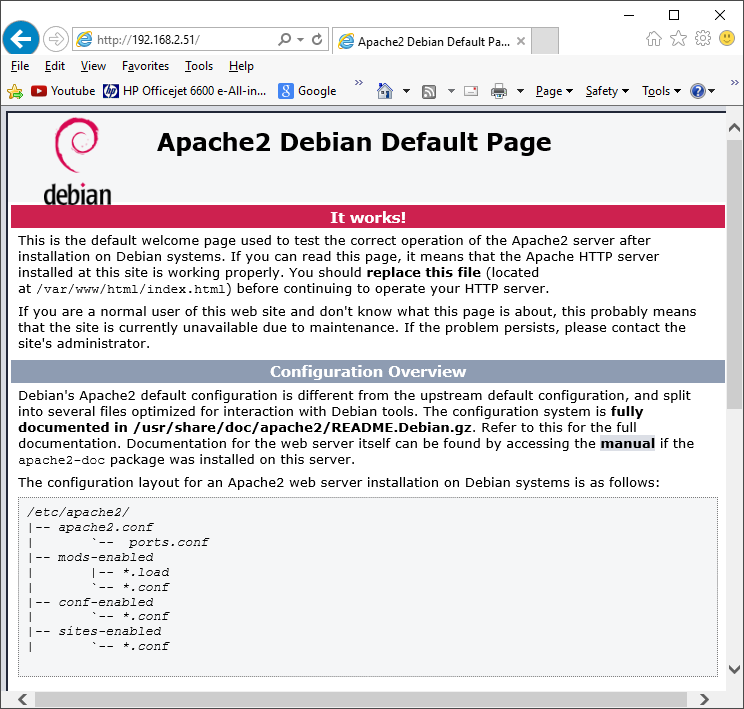 http://192.168.2.51/
Apache2 Debian Default Pa...
File Edit View Favorites Tools Help
Youtube HP Officejet 6600 e-All-in... Google » Page Safety Tools »
debian
Apache2 Debian Default Page
It works!
This is the default welcome page used to test the correct operation of the Apache2 server after
installation on Debian systems. If you can read this page, it means that the Apache HTTP server
installed at this site is working properly. You should replace this file (located
at /var/www/html/index.html) before continuing to operate your HTTP server.
If you are a normal user of this web site and don't know what this page is about, this probably means
that the site is currently unavailable due to maintenance. If the problem persists, please contact the
site's administrator.
Configuration Overview
Debian's Apache2 default configuration is different from the upstream default configuration, and split
into several files optimized for interaction with Debian tools. The configuration system is fully
documented in /usr/share/doc/apache2/README.Debian.gz. Refer to this for the full
documentation. Documentation for the web server itself can be found by accessing the manual if the
apache2-doc package was installed on this server.
The configuration layout for an Apache2 web server installation on Debian systems is as follows:
/etc/apache2/
|-- apache2.conf
|       `--  ports.conf
|-- mods-enabled
|       |-- *.load
|       `-- *.conf
|-- conf-enabled
|       `-- *.conf
|-- sites-enabled
|       `-- *.conf